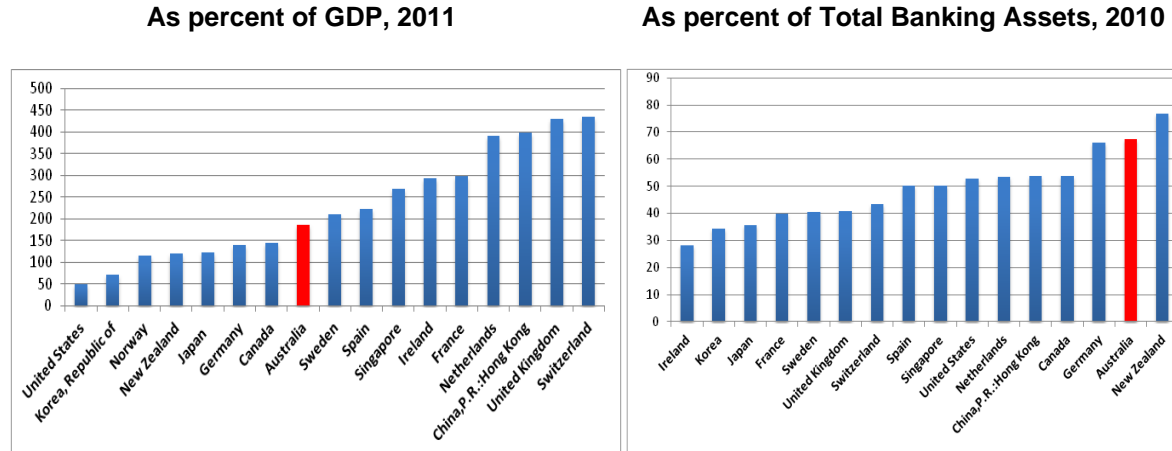 As percent of GDP, 2011
500
450
400
350
300
250
200
150
100
50
0
United States
Korea, Republic of
Norway
New Zealand
Japan
Germany
Canada
Australia
Sweden
Spain
Singapore
Ireland
France
Netherlands
China,P.R.:Hong Kong
United Kingdom
Switzerland
As percent of Total Banking Assets, 2010
90
80
70
60
50
40
30
20
10
0
Ireland
Korea
Japan
France
Sweden
United Kingdom
Switzerland
Spain
Singapore
United States
Netherlands
China,P.R.:Hong Kong
Canada
Germany
Australia
New Zealand